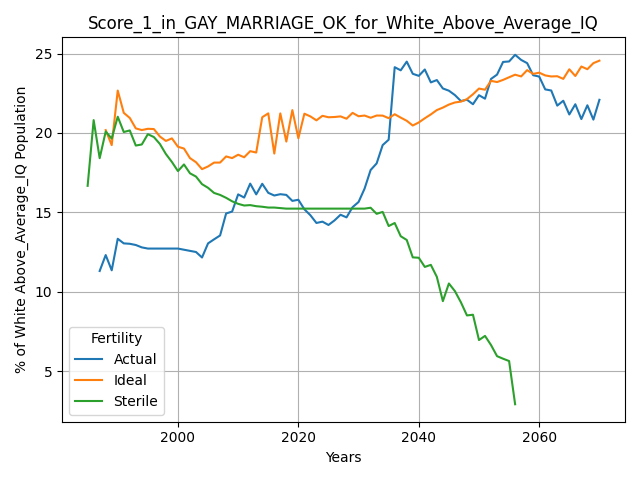 Score_1_in_GAY_MARRIAGE_OK_for_White_Above_Average_IQ
% of White Above_Average_IQ Population
25
20
15
10
5
Fertility
Actual
Ideal
Sterile
2000
2020
2040
2060
Years